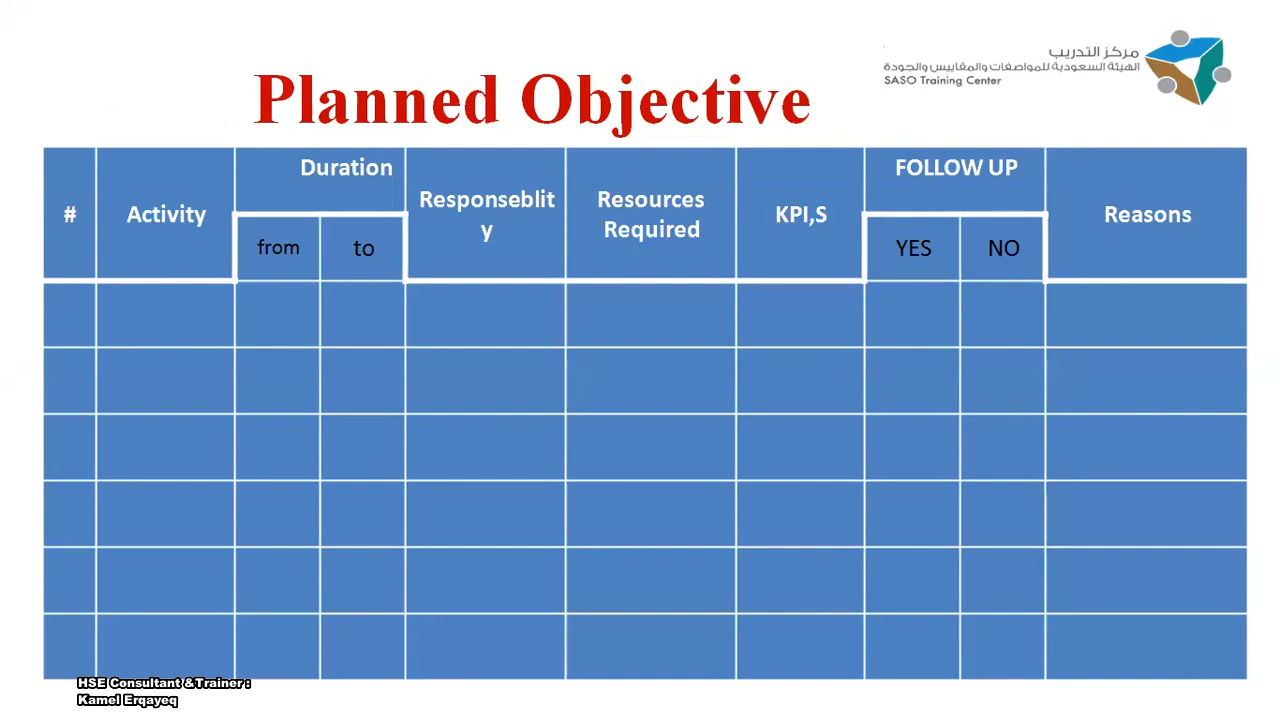 مركز التدريب
الهيئة السعودية للمواصفات والمقاييس والجودة
SASO Training Center
Planned Objective
#
Activity
Duration
from
to
Responseblit
y
Resources
Required
KPI,S
FOLLOW UP
YES
NO
Reasons
HSE Consultant & Trainer :
Kamel Erqayeq